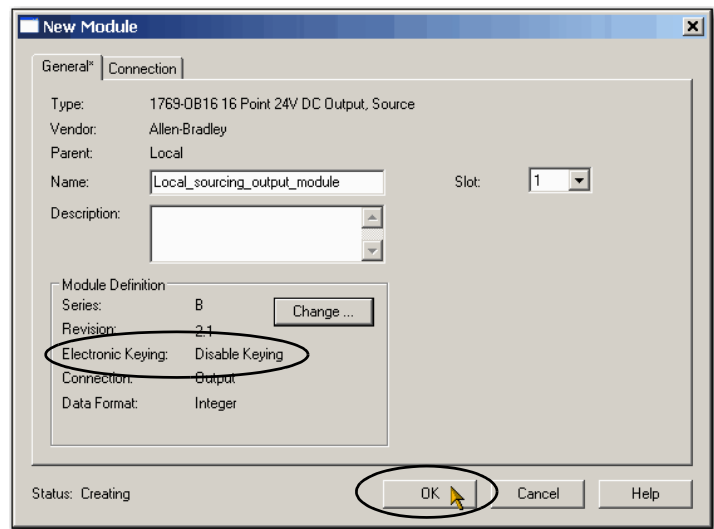 New Module
General* Connection
Type: 1769-OB16 16 Point 24V DC Output, Source
Vendor: Allen-Bradley
Parent: Local
Name: Local_sourcing_output_module Slot: 1
Description:
Module Definition
Series: B Change ...
Revision: 2.1
Electronic Keying: Disable Keying
Connection: Output
Data Format: Integer
Status: Creating OK Cancel Help